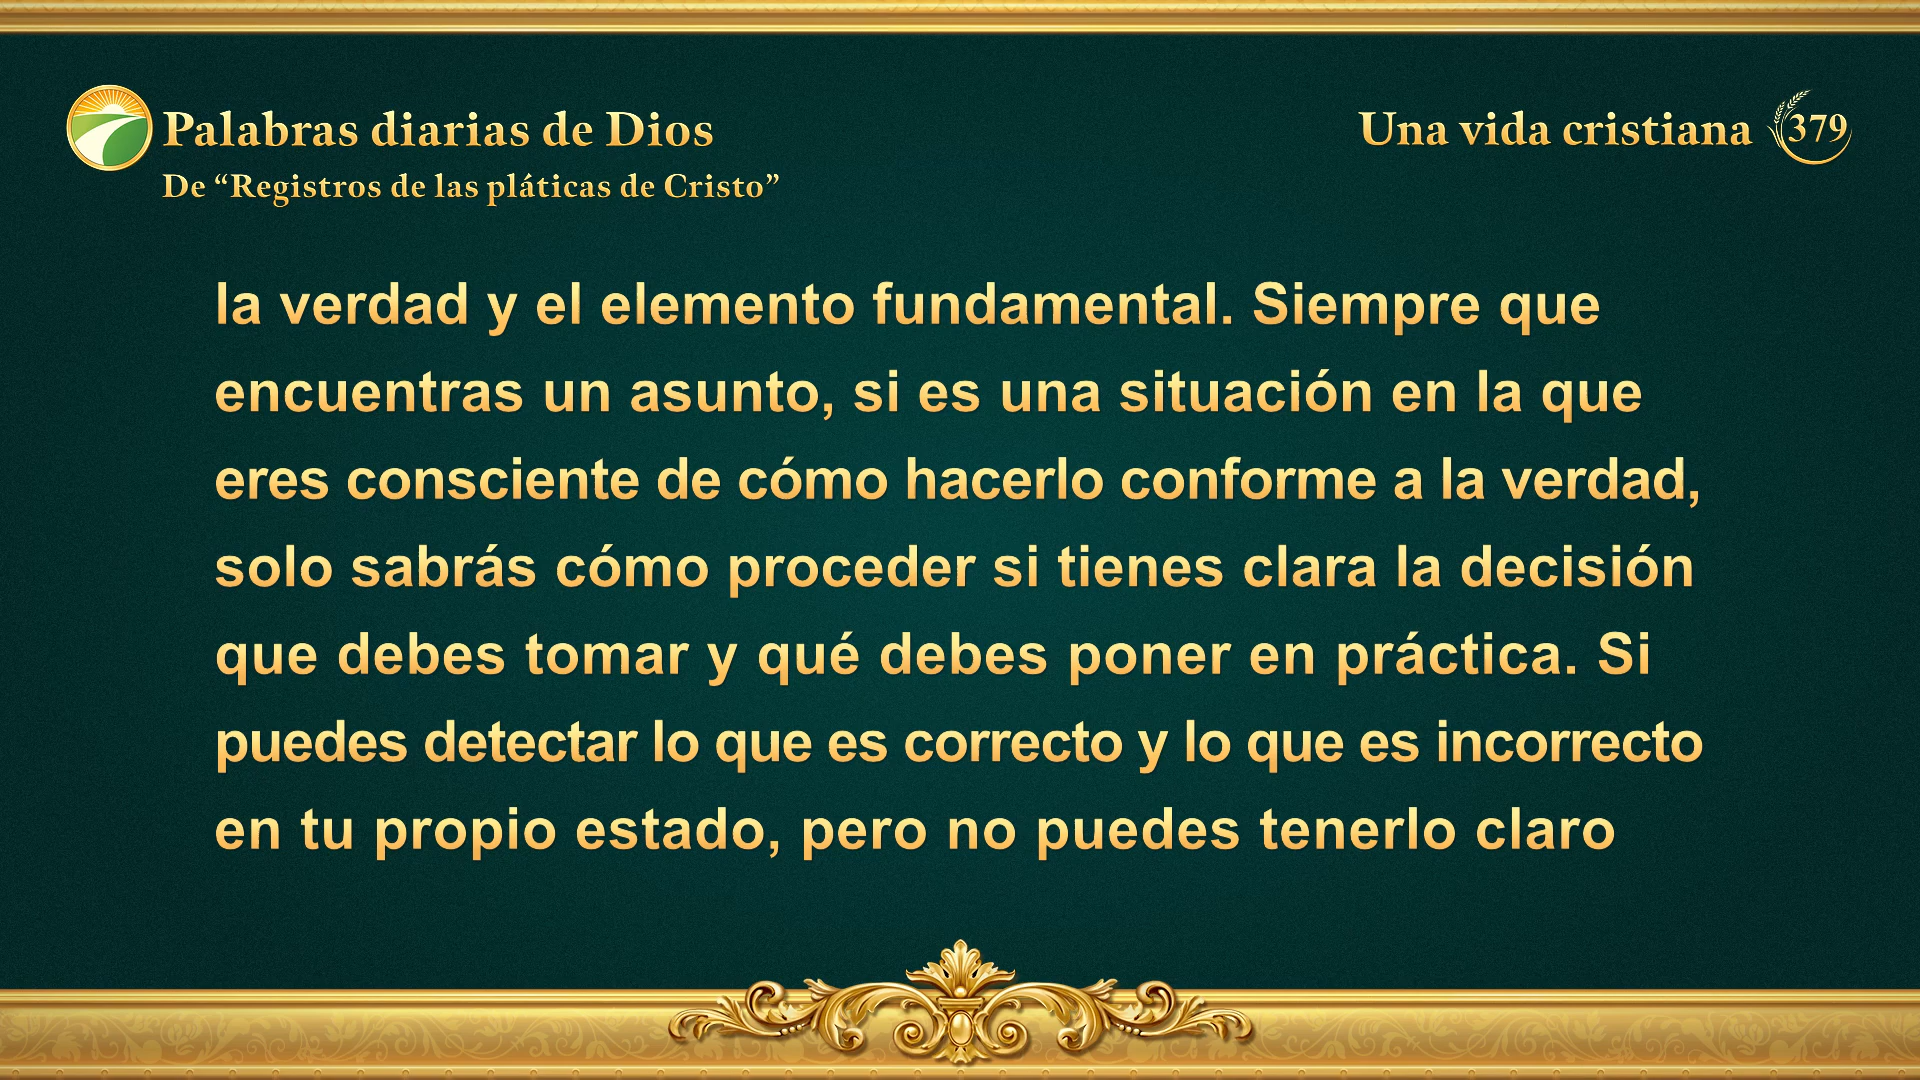 Palabras diarias de Dios
De “Registros de las pláticas de Cristo”
Una vida cristiana 379
la verdad y el elemento fundamental. Siempre que
encuentras un asunto, si es una situación en la que
eres consciente de cómo hacerlo conforme a la verdad,
solo sabrás cómo proceder si tienes clara la decisión
que debes tomar y qué debes poner en práctica. Si
puedes detectar lo que es correcto y lo que es incorrecto
en tu propio estado, pero no puedes tenerlo claro